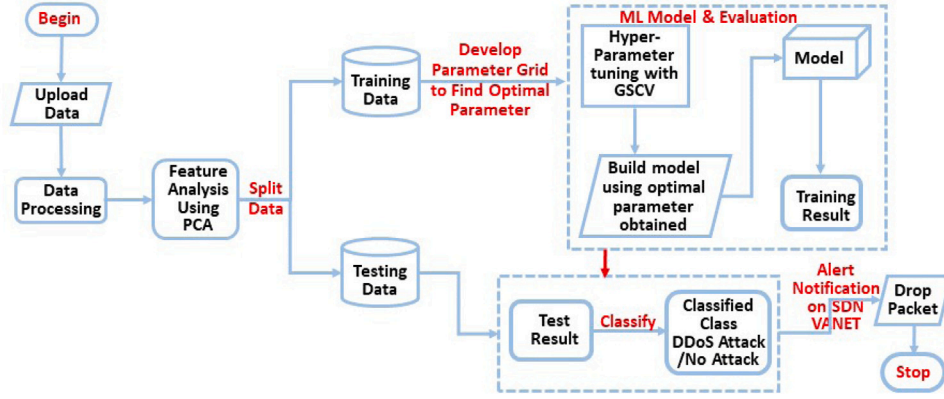 Begin
Upload
Data
Data
Processing
Feature
Analysis
Using
PCA
Split
Data
Training
Data
Develop
Parameter Grid
to Find Optimal
Parameter
ML Model & Evaluation
Hyper-
Parameter
tuning with
GSCV
Build model
using optimal
parameter
obtained
Model
Training
Result
Testing
Data
Test
Result
Classify
Classified
Class
DDoS Attack
/No Attack
Alert
Notification
on SDN
VANET
Drop
Packet
Stop